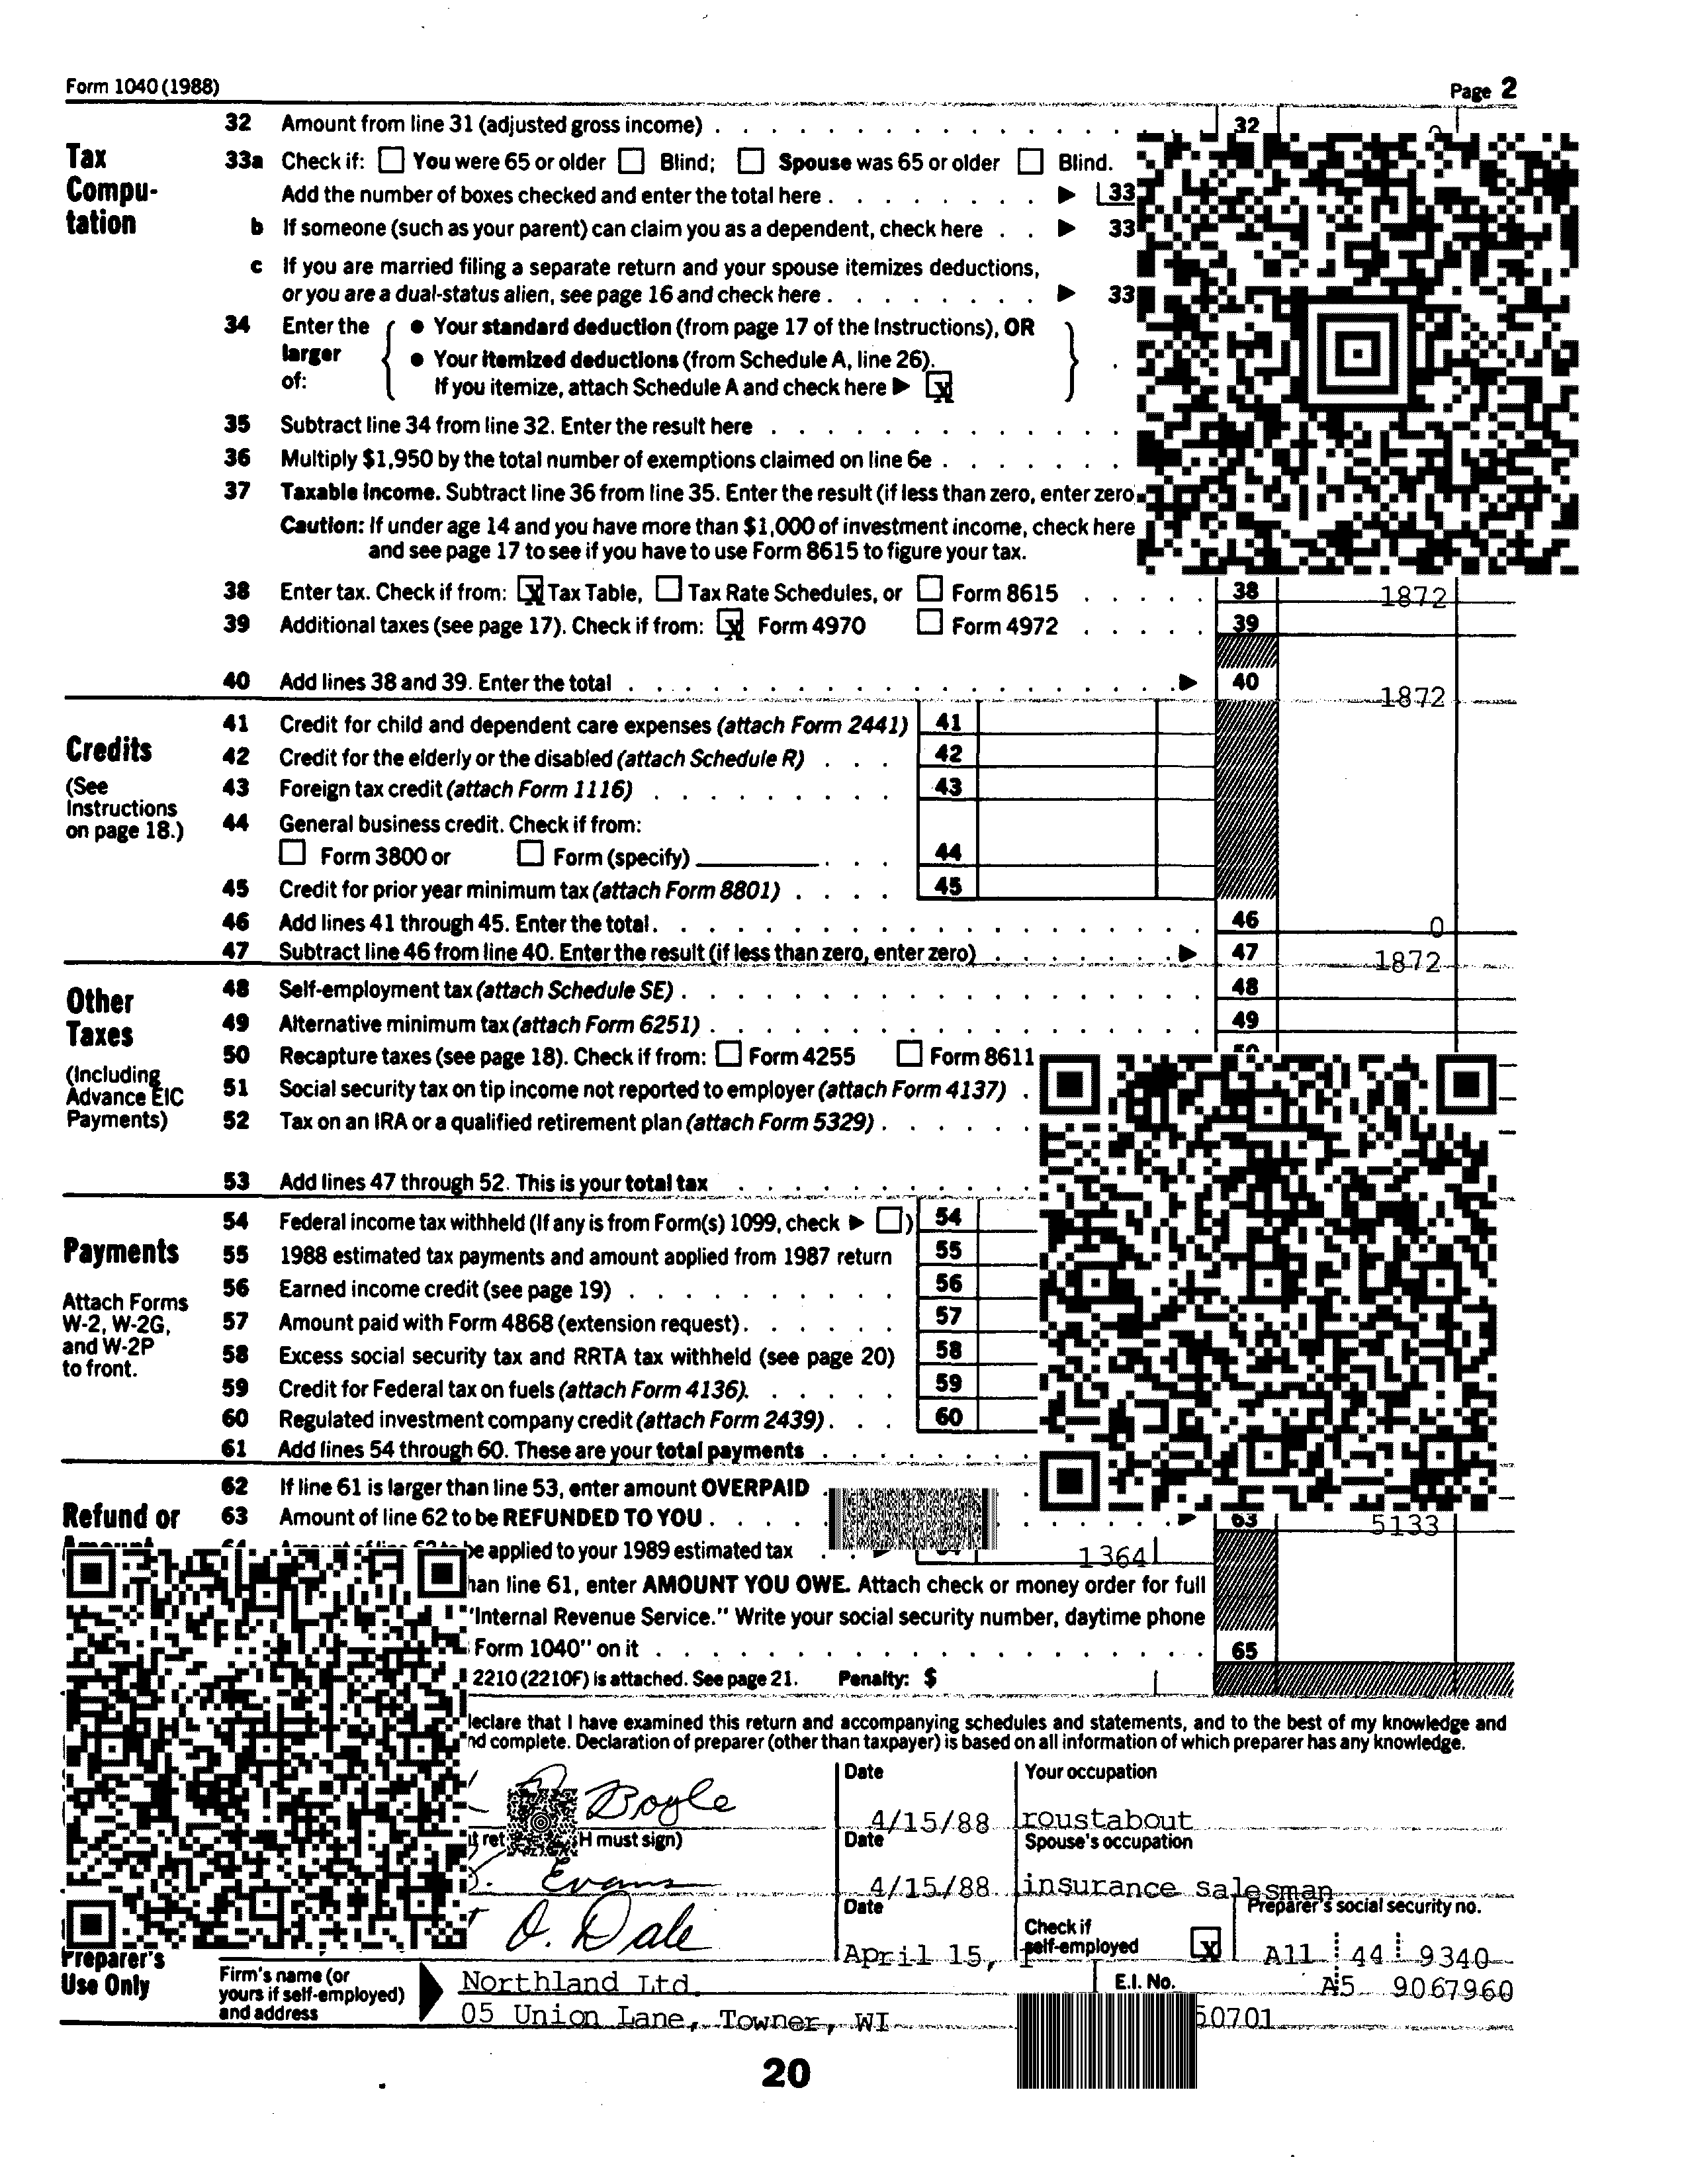 Form 1040 (1988) Page 2
Tax Compu- tation
32 Amount from line 31 (adjusted gross income) 32
33a Check if: You were 65 or older Blind; Spouse was 65 or older Blind.
Add the number of boxes checked and enter the total here 33
b If someone (such as your parent) can claim you as a dependent, check here 33
c If you are married filing a separate return and your spouse itemizes deductions,
or you are a dual-status alien, see page 16 and check here 33
34 Enter the larger of:
• Your standard deduction (from page 17 of the Instructions), OR
• Your itemized deductions (from Schedule A, line 26).
If you itemize, attach Schedule A and check here X
35 Subtract line 34 from line 32. Enter the result here
36 Multiply $1,950 by the total number of exemptions claimed on line 6e
37 Taxable income. Subtract line 36 from line 35. Enter the result (if less than zero, enter zero
Caution: If under age 14 and you have more than $1,000 of investment income, check here
and see page 17 to see if you have to use Form 8615 to figure your tax.
38 Enter tax. Check if from: X Tax Table, Tax Rate Schedules, or Form 8615 38 1872
39 Additional taxes (see page 17). Check if from: X Form 4970 Form 4972 39
40 Add lines 38 and 39. Enter the total 40 1872
Credits
(See Instructions on page 18.)
41 Credit for child and dependent care expenses (attach Form 2441) 41
42 Credit for the elderly or the disabled (attach Schedule R) 42
43 Foreign tax credit (attach Form 1116) 43
44 General business credit. Check if from:
Form 3800 or Form (specify) 44
45 Credit for prior year minimum tax (attach Form 8801) 45
46 Add lines 41 through 45. Enter the total 46 0
47 Subtract line 46 from line 40. Enter the result (if less than zero, enter zero) 47 1872
Other Taxes
(Including Advance EIC Payments)
48 Self-employment tax (attach Schedule SE) 48
49 Alternative minimum tax (attach Form 6251) 49
50 Recapture taxes (see page 18). Check if from: Form 4255 Form 8611
51 Social security tax on tip income not reported to employer (attach Form 4137)
52 Tax on an IRA or a qualified retirement plan (attach Form 5329)
53 Add lines 47 through 52. This is your total tax
Payments
Attach Forms W-2, W-2G, and W-2P to front.
54 Federal income tax withheld (If any is from Form(s) 1099, check ) 54
55 1988 estimated tax payments and amount applied from 1987 return 55
56 Earned income credit (see page 19) 56
57 Amount paid with Form 4868 (extension request) 57
58 Excess social security tax and RRTA tax withheld (see page 20) 58
59 Credit for Federal tax on fuels (attach Form 4136) 59
60 Regulated investment company credit (attach Form 2439) 60
61 Add lines 54 through 60. These are your total payments
Refund or
62 If line 61 is larger than line 53, enter amount OVERPAID
63 Amount of line 62 to be REFUNDED TO YOU 63 5133
be applied to your 1989 estimated tax 1364
than line 61, enter AMOUNT YOU OWE. Attach check or money order for full
"Internal Revenue Service." Write your social security number, daytime phone
Form 1040" on it 65
2210 (2210F) is attached. See page 21. Penalty: $
declare that I have examined this return and accompanying schedules and statements, and to the best of my knowledge and
and complete. Declaration of preparer (other than taxpayer) is based on all information of which preparer has any knowledge.
Boyle Date 4/15/88 Your occupation roustabout
H must sign)
Evans Date 4/15/88 Spouse's occupation insurance salesman
D. Dale Date April 15, Check if self-employed X Preparer's social security no. A11 44 9340
Preparer's Use Only
Firm's name (or yours if self-employed) and address
Northland Ltd. E.I. No. A5 9067960
05 Union Lane, Towner, WI 50701
20